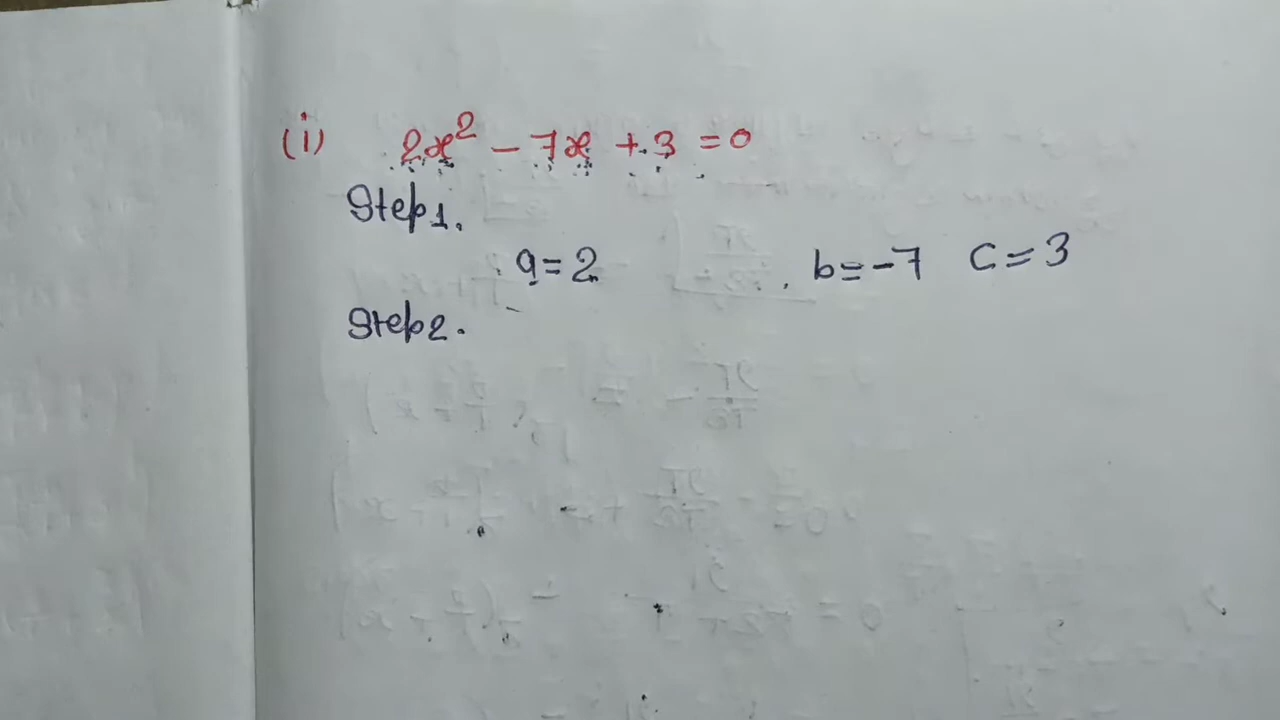 (i) 2x² - 7x + 3 = 0
Step 1.
a = 2 b = -7 C = 3
Step 2.